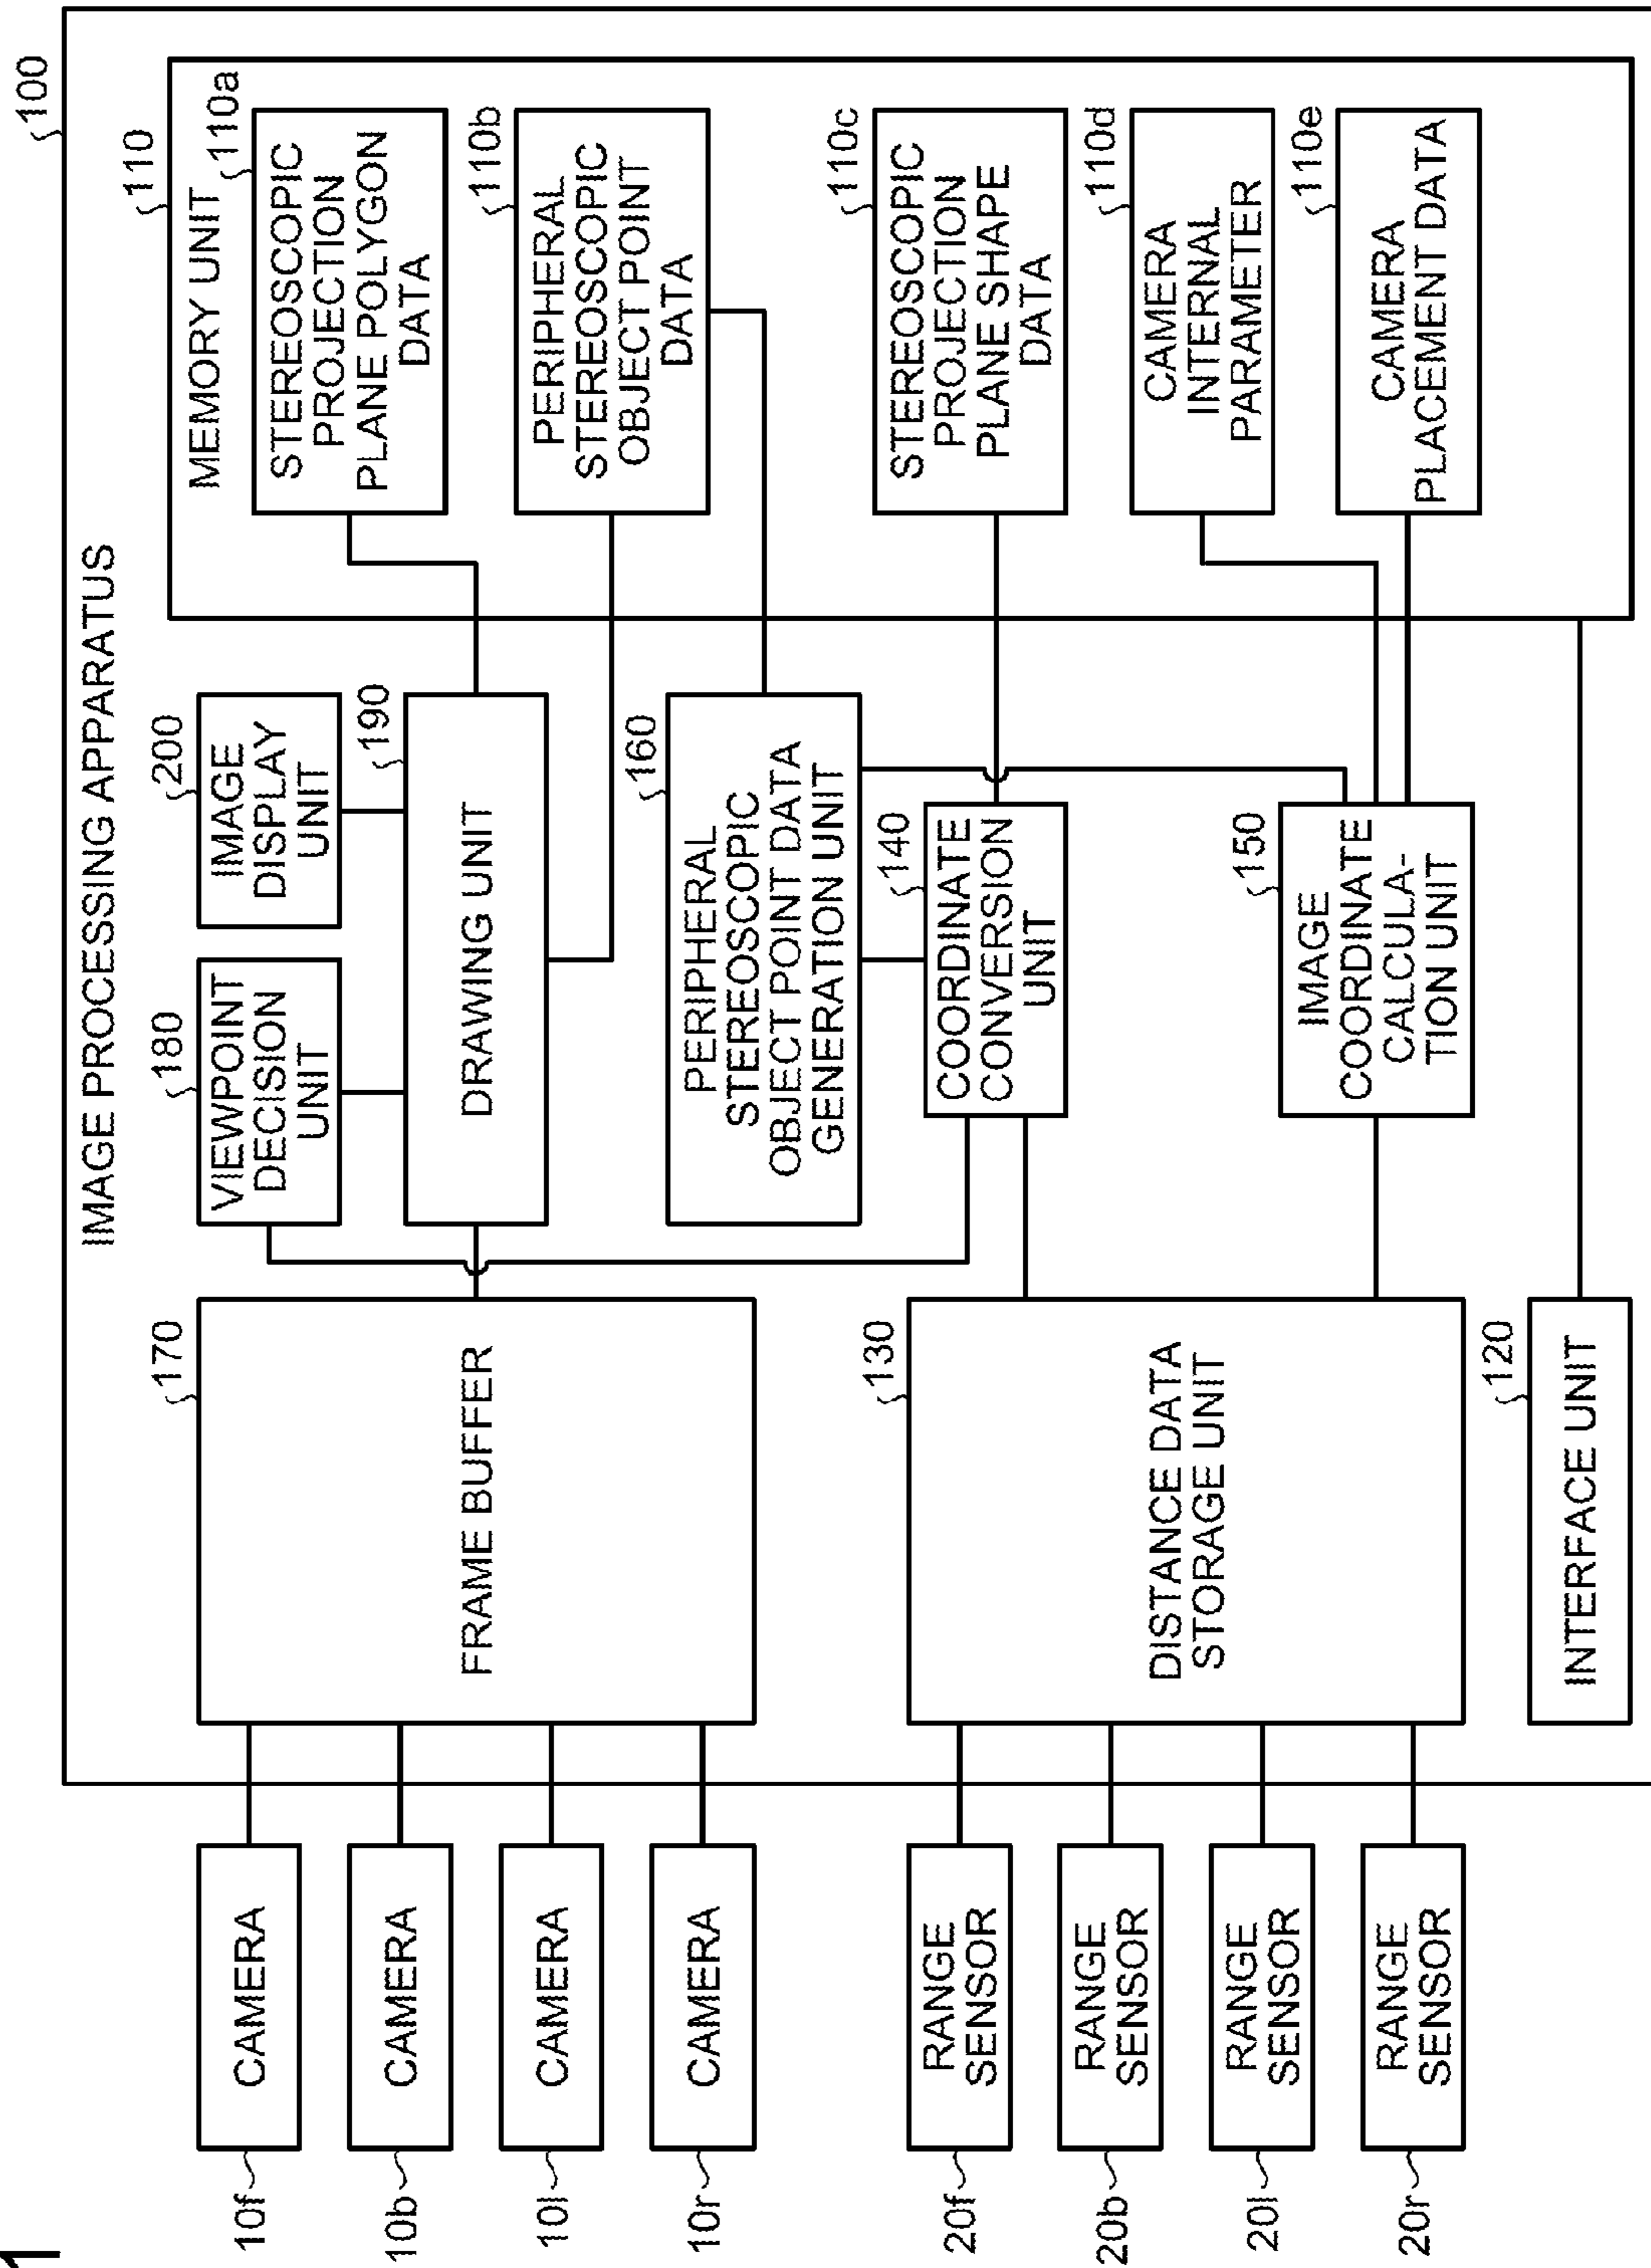 1
IMAGE PROCESSING APPARATUS
100
10f
CAMERA
10b
CAMERA
10l
CAMERA
10r
CAMERA
20f
RANGE
SENSOR
20b
RANGE
SENSOR
20l
RANGE
SENSOR
20r
RANGE
SENSOR
170
FRAME BUFFER
130
DISTANCE DATA
STORAGE UNIT
120
INTERFACE UNIT
180
VIEWPOINT
DECISION
UNIT
200
IMAGE
DISPLAY
UNIT
190
DRAWING UNIT
160
PERIPHERAL
STEREOSCOPIC
OBJECT POINT DATA
GENERATION UNIT
140
COORDINATE
CONVERSION
UNIT
150
IMAGE
COORDINATE
CALCULA-
TION UNIT
110
MEMORY UNIT
110a
STEREOSCOPIC
PROJECTION
PLANE POLYGON
DATA
110b
PERIPHERAL
STEREOSCOPIC
OBJECT POINT
DATA
110c
STEREOSCOPIC
PROJECTION
PLANE SHAPE
DATA
110d
CAMERA
INTERNAL
PARAMETER
110e
CAMERA
PLACEMENT DATA